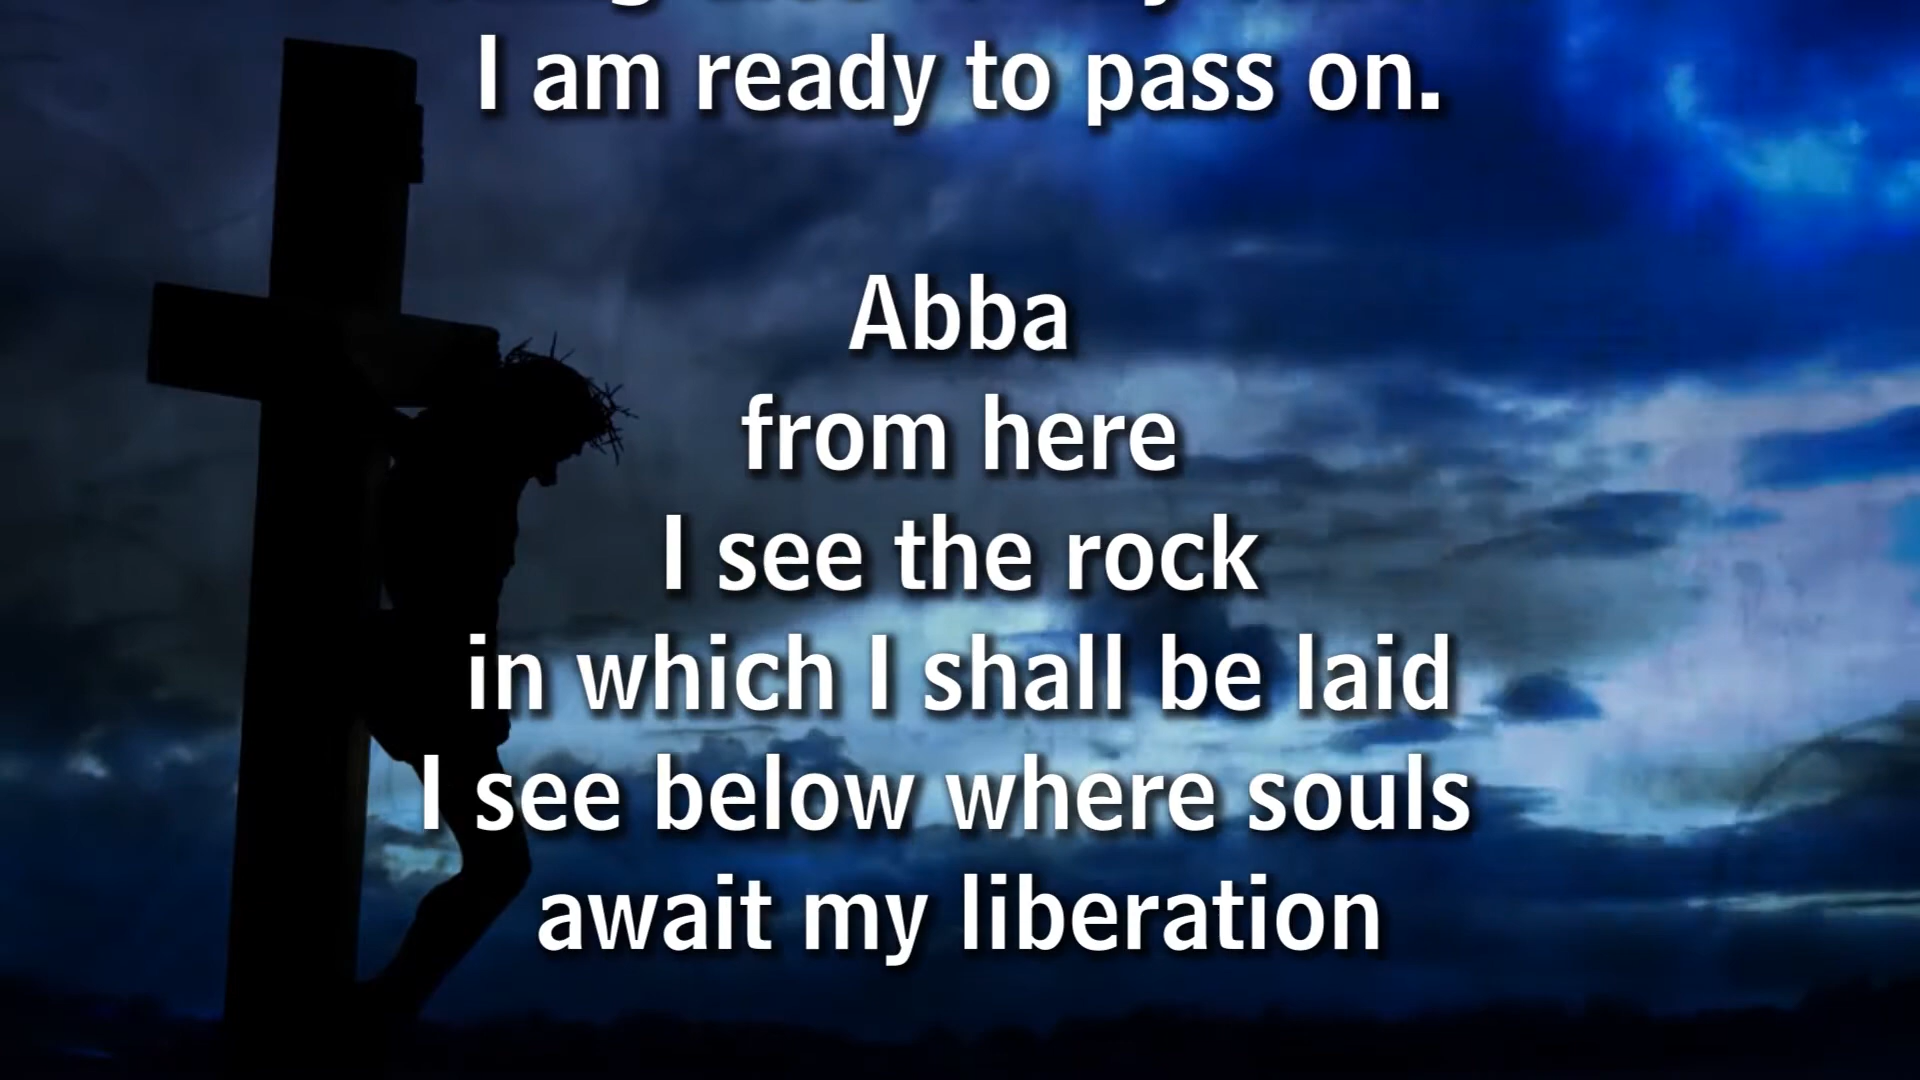 I am ready to pass on.
Abba
from here
I see the rock
in which I shall be laid
I see below where souls
await my liberation